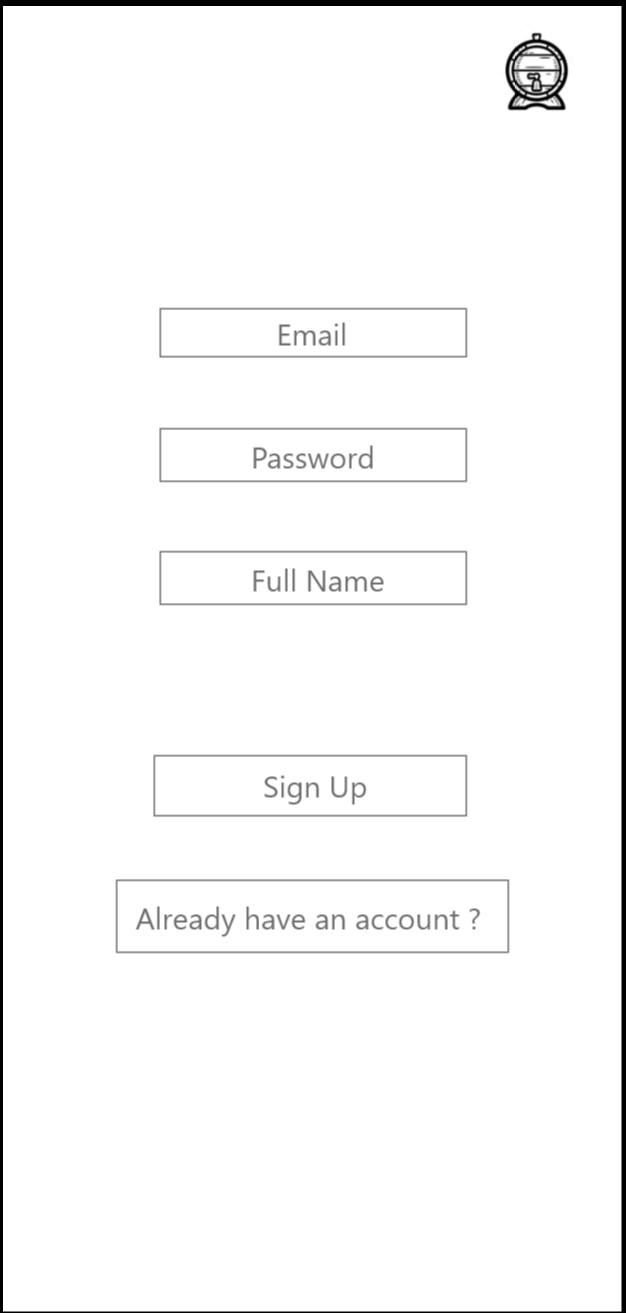 Email
Password
Full Name
Sign Up
Already have an account ?